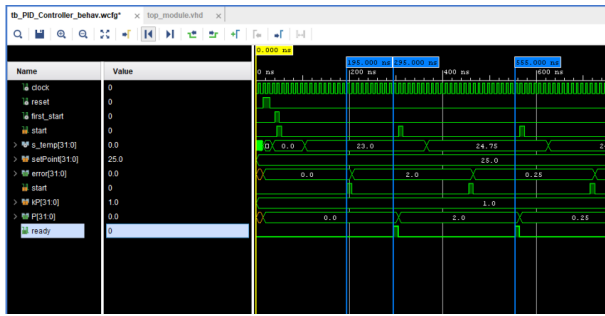 tb_PID_Controller_behav.wcfg* × top_module.vhd ×
0.000 ns
195.000 ns 295.000 ns 555.000 ns
Name Value
0 ns 200 ns 400 ns 600 ns
clock 0
reset 0
first_start 0
start 0
s_temp[31:0] 0.0 0.0 23.0 24.75
setPoint[31:0] 25.0 25.0
error[31:0] 0.0 0.0 2.0 0.25
start 0
kP[31:0] 1.0 1.0
P[31:0] 0.0 0.0 2.0 0.25
ready 0